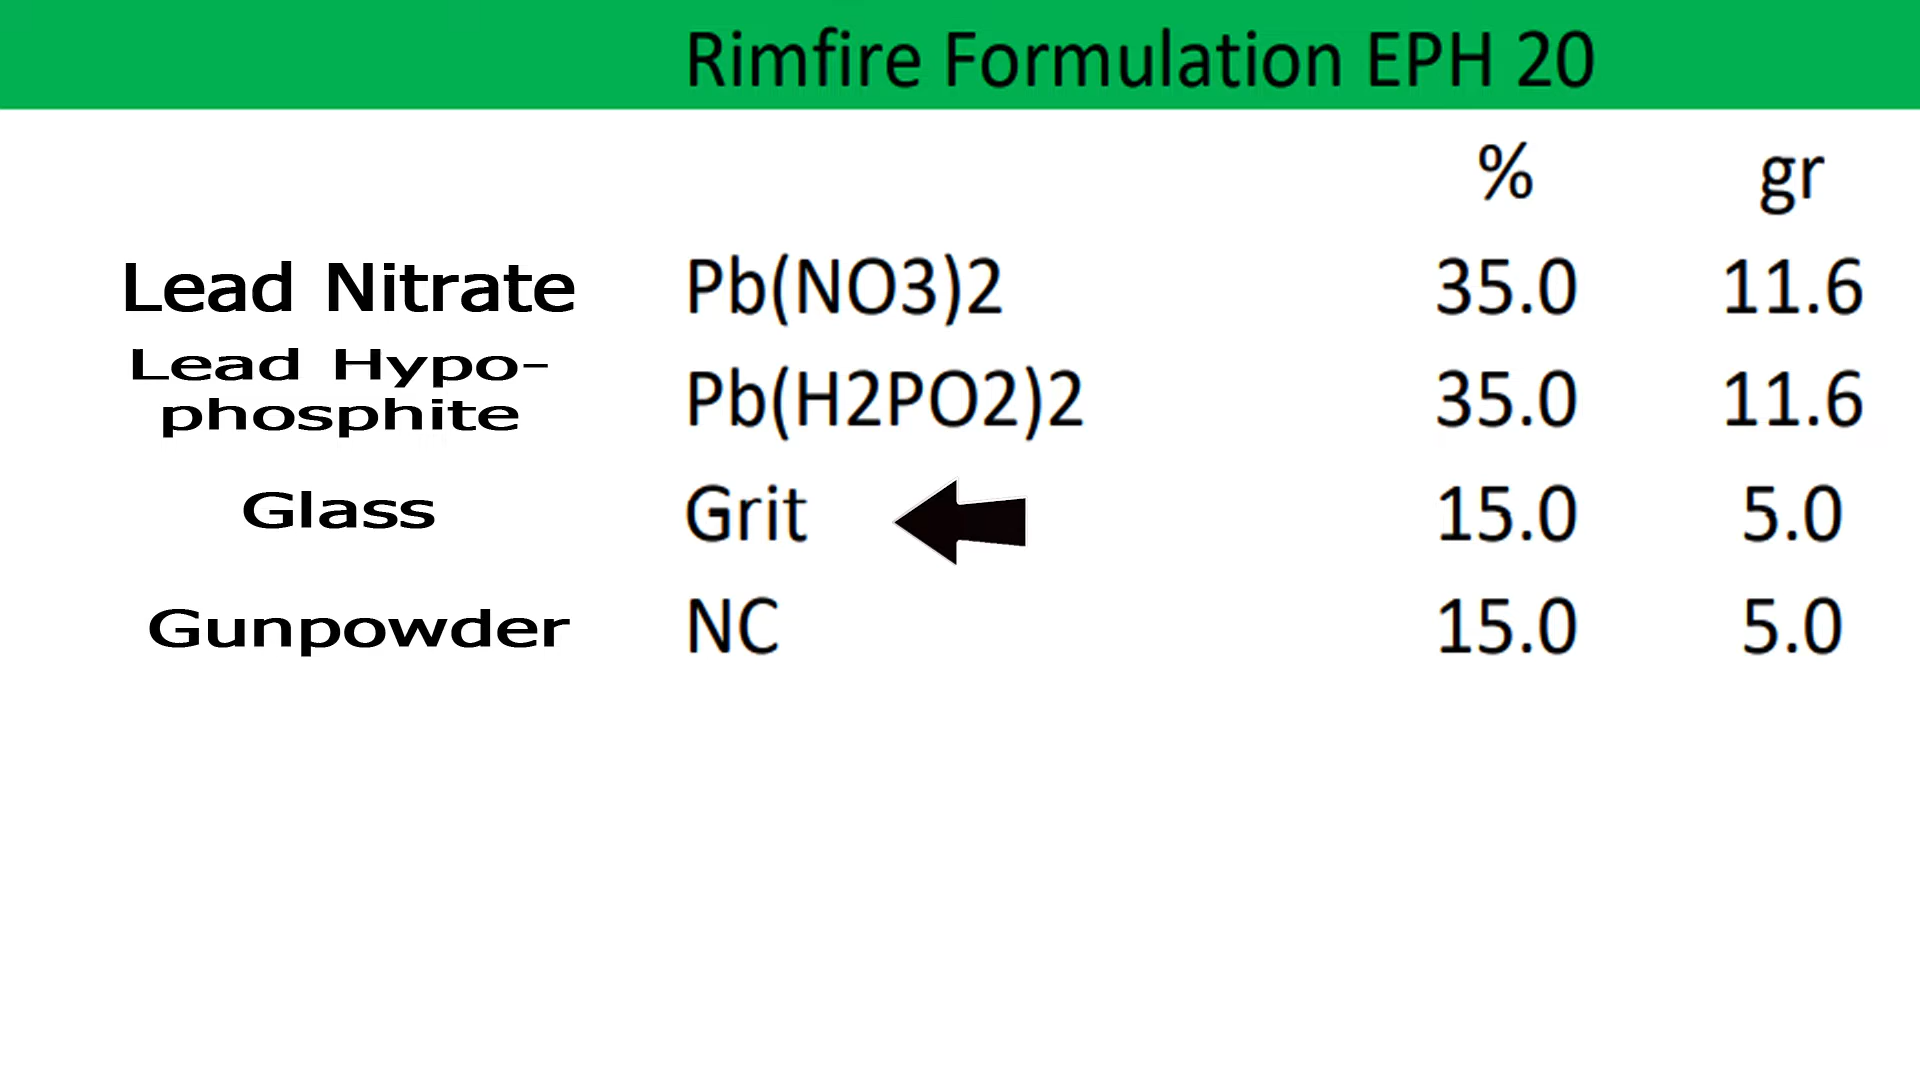 Rimfire Formulation EPH 20
% gr
Lead Nitrate Pb(NO3)2 35.0 11.6
Lead Hypo-
phosphite Pb(H2PO2)2 35.0 11.6
Glass Grit 15.0 5.0
Gunpowder NC 15.0 5.0